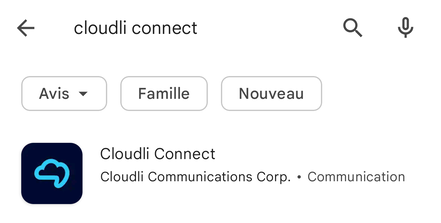 cloudli connect
Avis Famille Nouveau
Cloudli Connect
Cloudli Communications Corp. • Communication